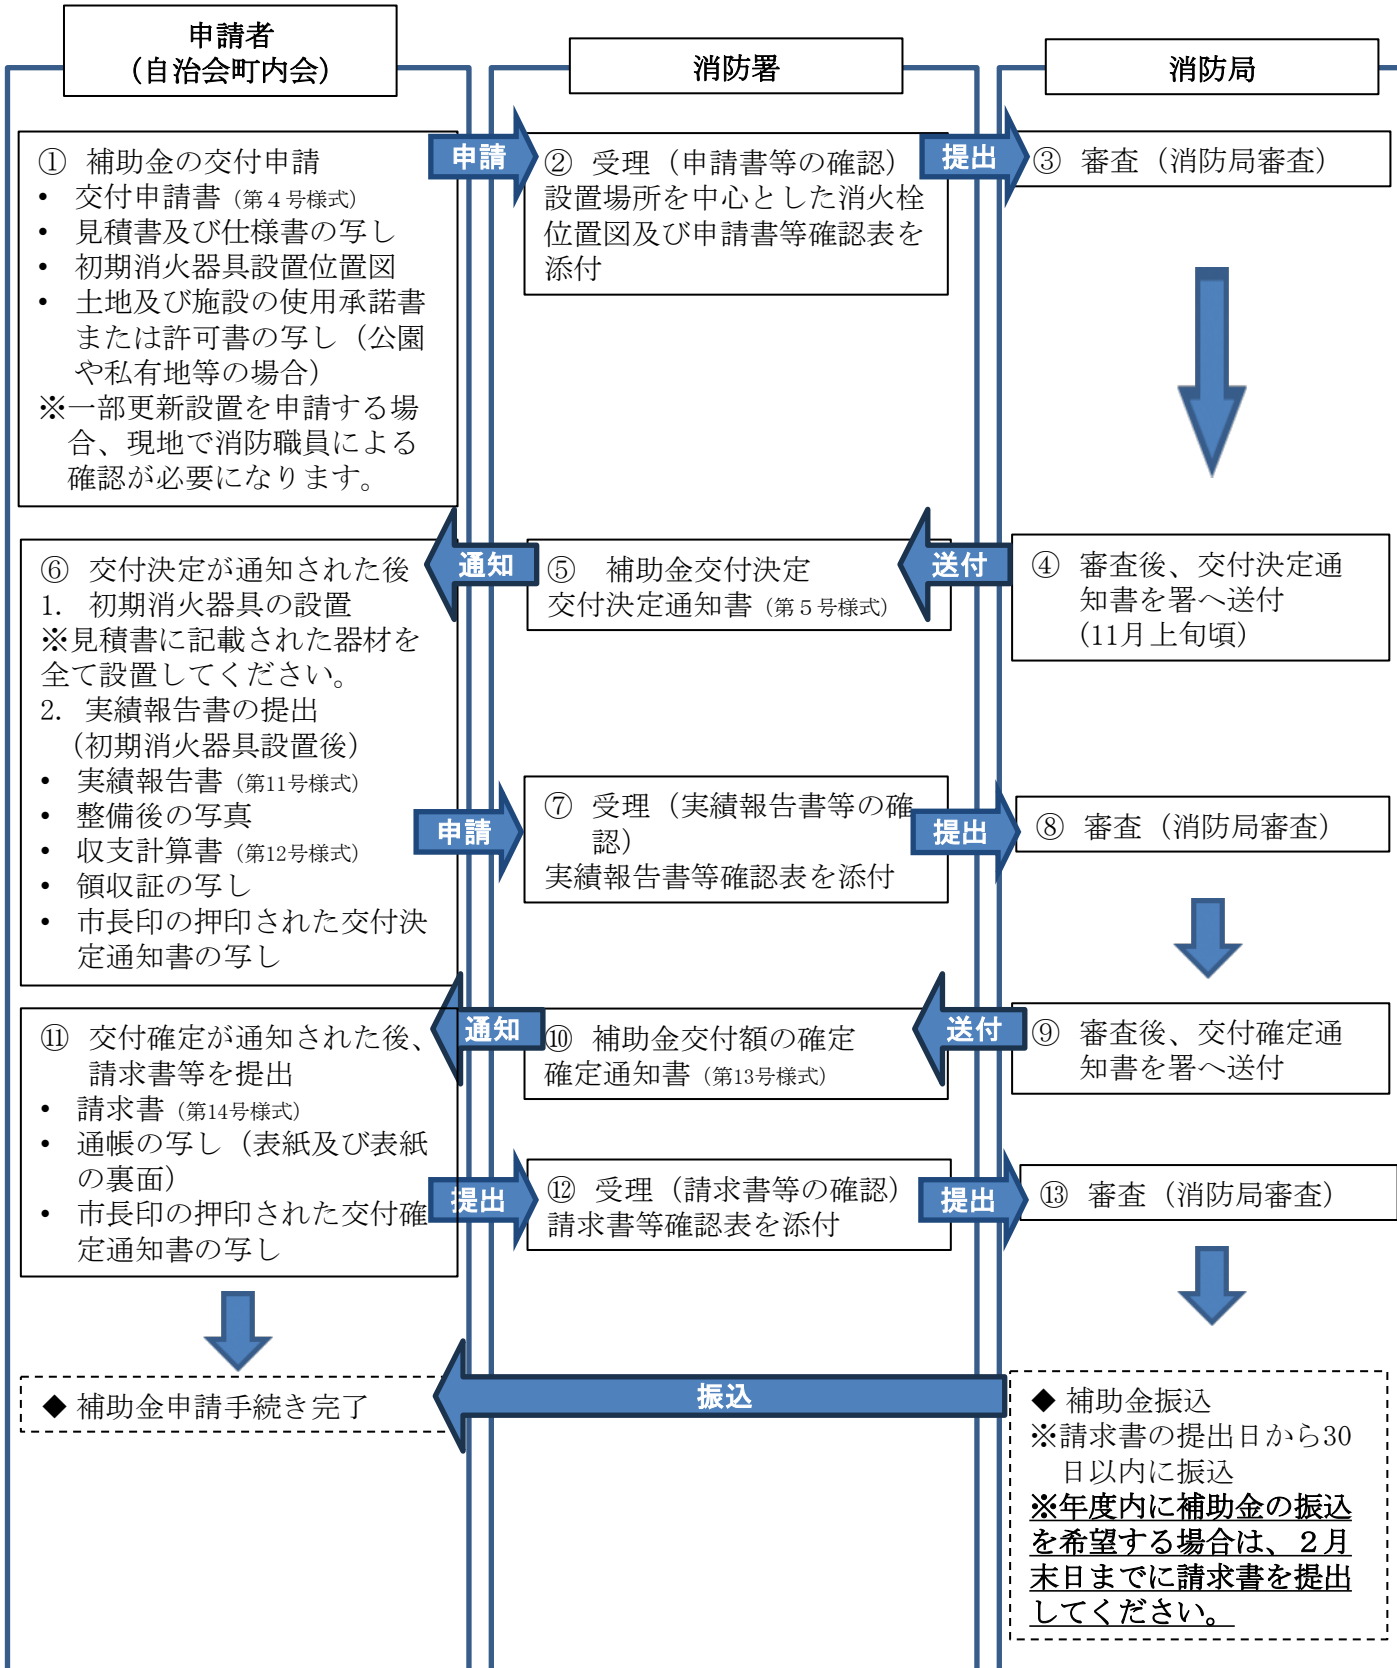 申請者
（自治会町内会）
消防署
消防局
① 補助金の交付申請
• 交付申請書（第４号様式）
• 見積書及び仕様書の写し
• 初期消火器具設置位置図
• 土地及び施設の使用承諾書
または許可書の写し（公園
や私有地等の場合）
※一部更新設置を申請する場
合、現地で消防職員による
確認が必要になります。
申請
② 受理（申請書等の確認）
設置場所を中心とした消火栓
位置図及び申請書等確認表を
添付
提出
③ 審査（消防局審査）
④ 審査後、交付決定通
知書を署へ送付
(11月上旬頃)
送付
⑤ 補助金交付決定
交付決定通知書（第５号様式）
通知
⑥ 交付決定が通知された後
1. 初期消火器具の設置
※見積書に記載された器材を
全て設置してください。
2. 実績報告書の提出
（初期消火器具設置後）
• 実績報告書（第11号様式）
• 整備後の写真
• 収支計算書（第12号様式）
• 領収証の写し
• 市長印の押印された交付決
定通知書の写し
申請
⑦ 受理（実績報告書等の確
認）
実績報告書等確認表を添付
提出
⑧ 審査（消防局審査）
⑨ 審査後、交付確定通
知書を署へ送付
送付
⑩ 補助金交付額の確定
確定通知書（第13号様式）
通知
⑪ 交付確定が通知された後、
請求書等を提出
• 請求書（第14号様式）
• 通帳の写し（表紙及び表紙
の裏面）
• 市長印の押印された交付確
定通知書の写し
提出
⑫ 受理（請求書等の確認）
請求書等確認表を添付
提出
⑬ 審査（消防局審査）
◆ 補助金振込
※請求書の提出日から30
日以内に振込
※年度内に補助金の振込
を希望する場合は、２月
末日までに請求書を提出
してください。
振込
◆ 補助金申請手続き完了